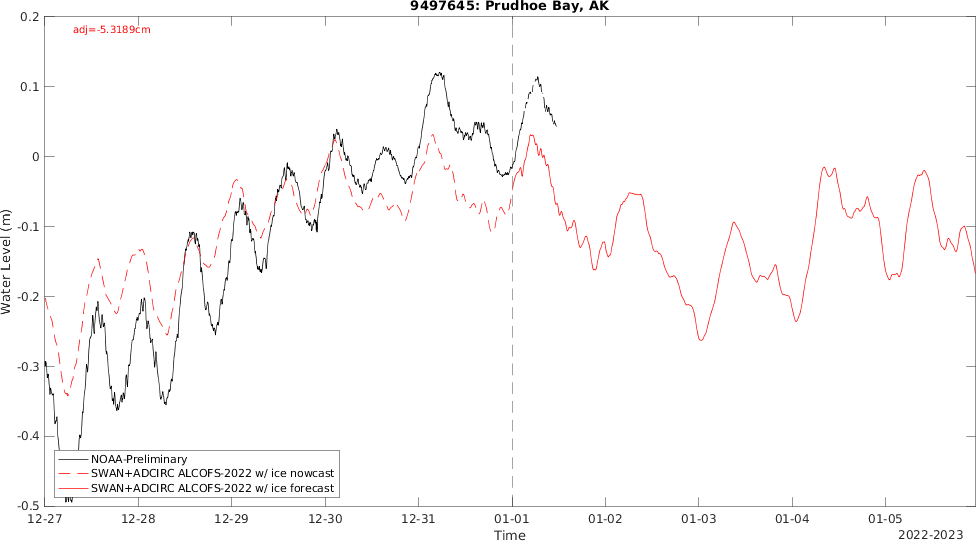 9497645: Prudhoe Bay, AK
adj=-5.3189cm
0.2
0.1
0
-0.1
-0.2
-0.3
-0.4
-0.5
Water Level (m)
NOAA-Preliminary
SWAN+ADCIRC ALCOFS-2022 w/ ice nowcast
SWAN+ADCIRC ALCOFS-2022 w/ ice forecast
12-27 12-28 12-29 12-30 12-31 01-01 01-02 01-03 01-04 01-05
Time
2022-2023